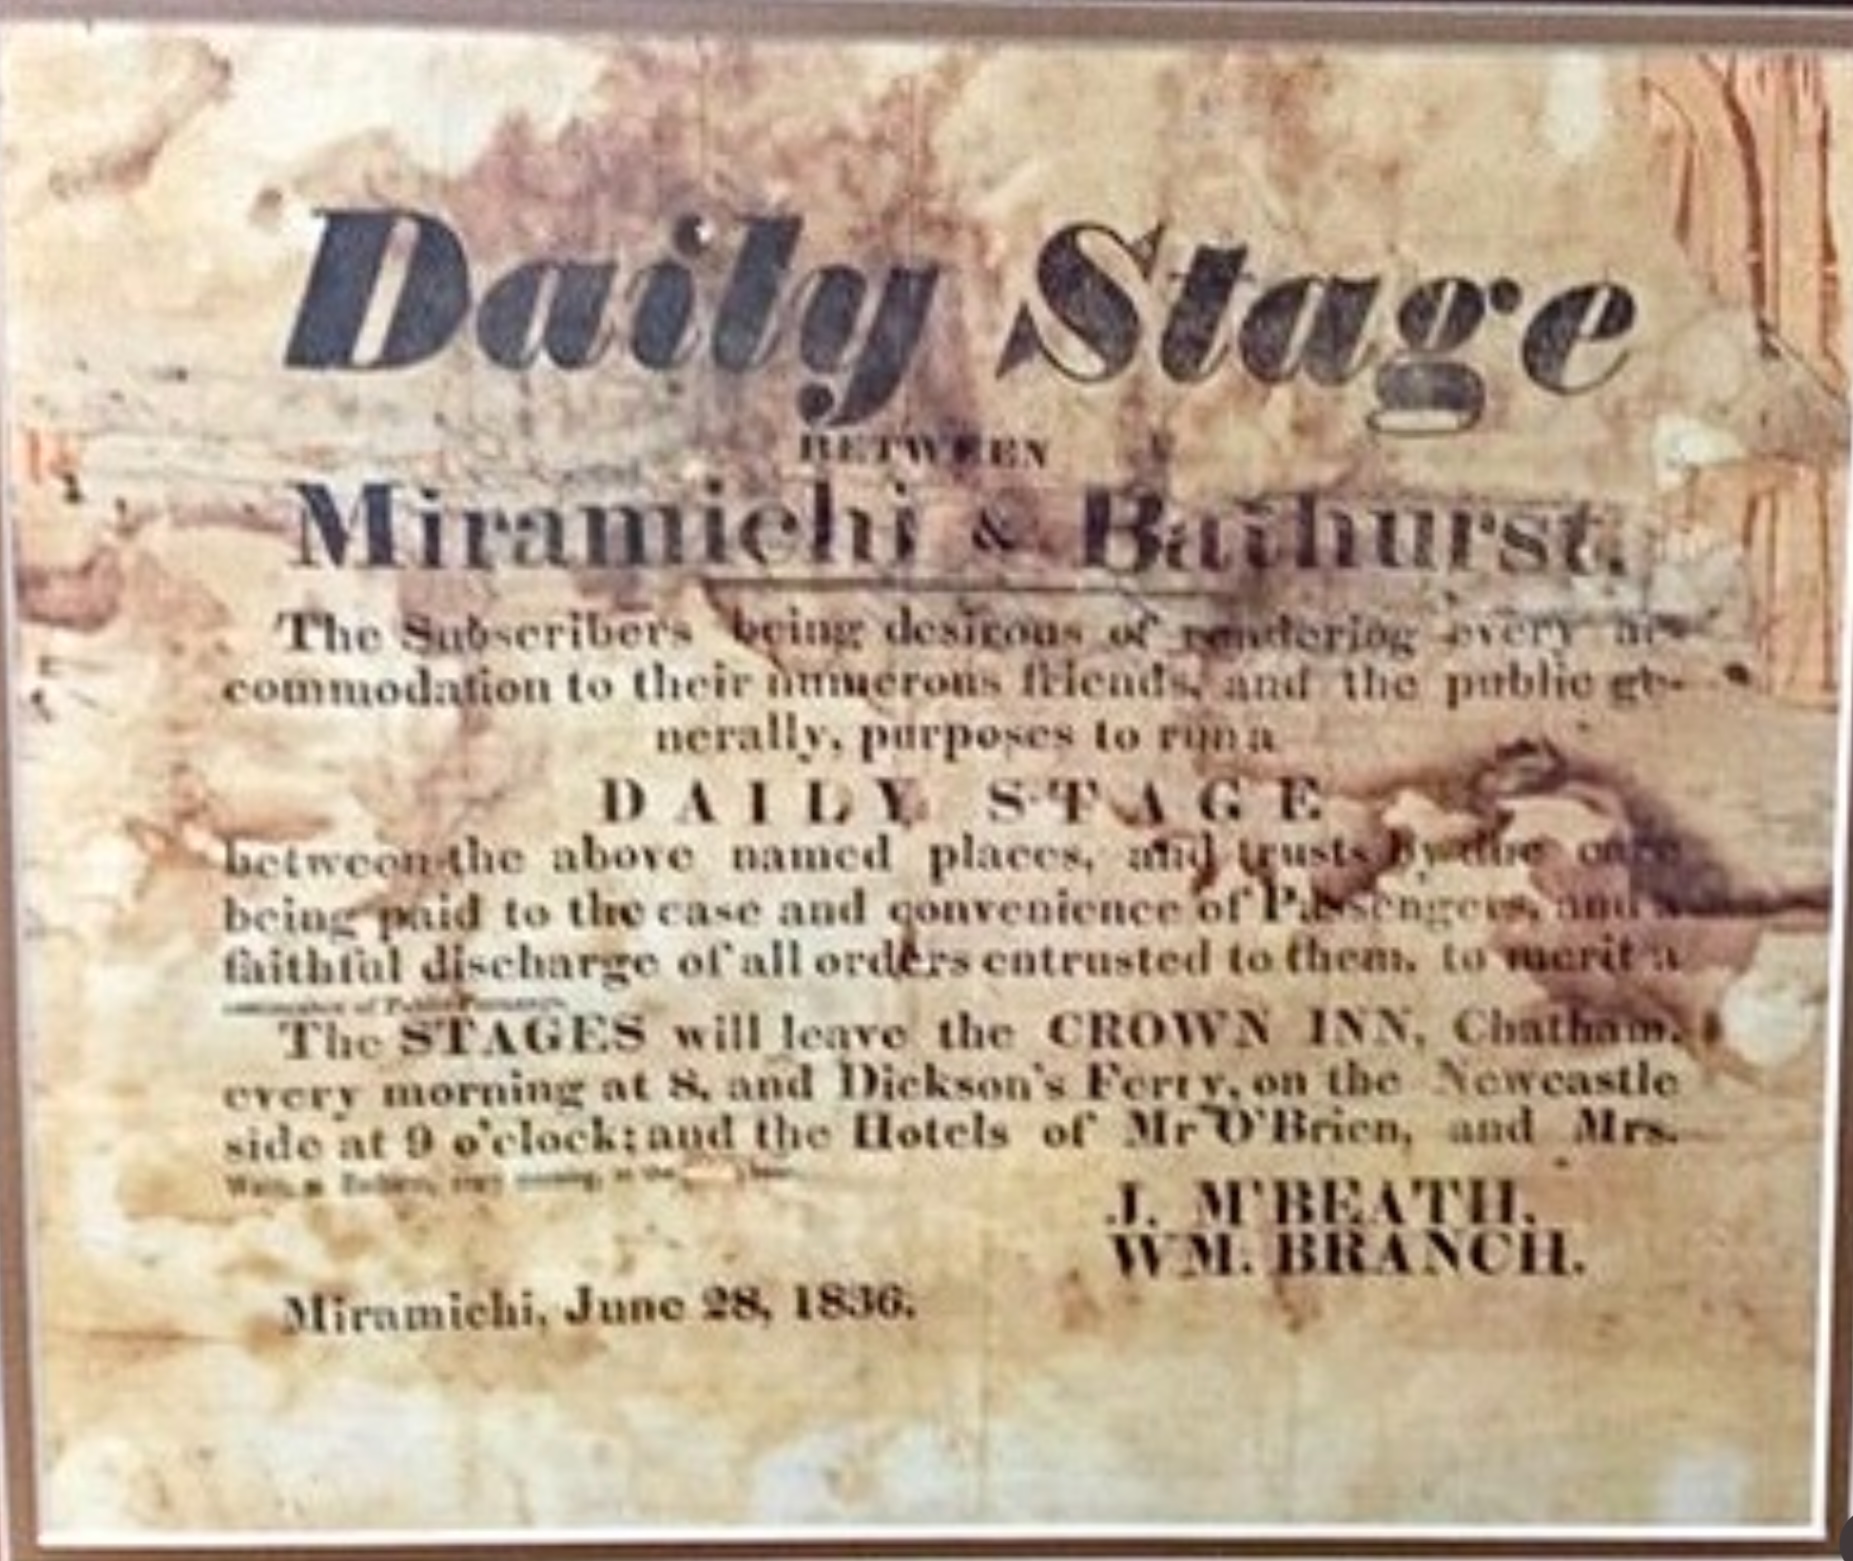 Daily Stage
BETWEEN
Miramichi & Bathurst.
The Subscribers being desirous of rendering every ac-
commodation to their numerous friends, and the public ge-
nerally, purposes to run a
DAILY STAGE
between the above named places, and trusts by due care
being paid to the ease and convenience of Passengers, and a
faithful discharge of all orders entrusted to them, to merit a
of Public
The STAGES will leave the CROWN INN, Chatham,
every morning at 8, and Dickson's Ferry, on the Newcastle
side at 9 o'clock; and the Hotels of Mr O'Brien, and Mrs.
morning, at the
J. M'BEATH,
WM. BRANCH.
Miramichi, June 28, 1836.